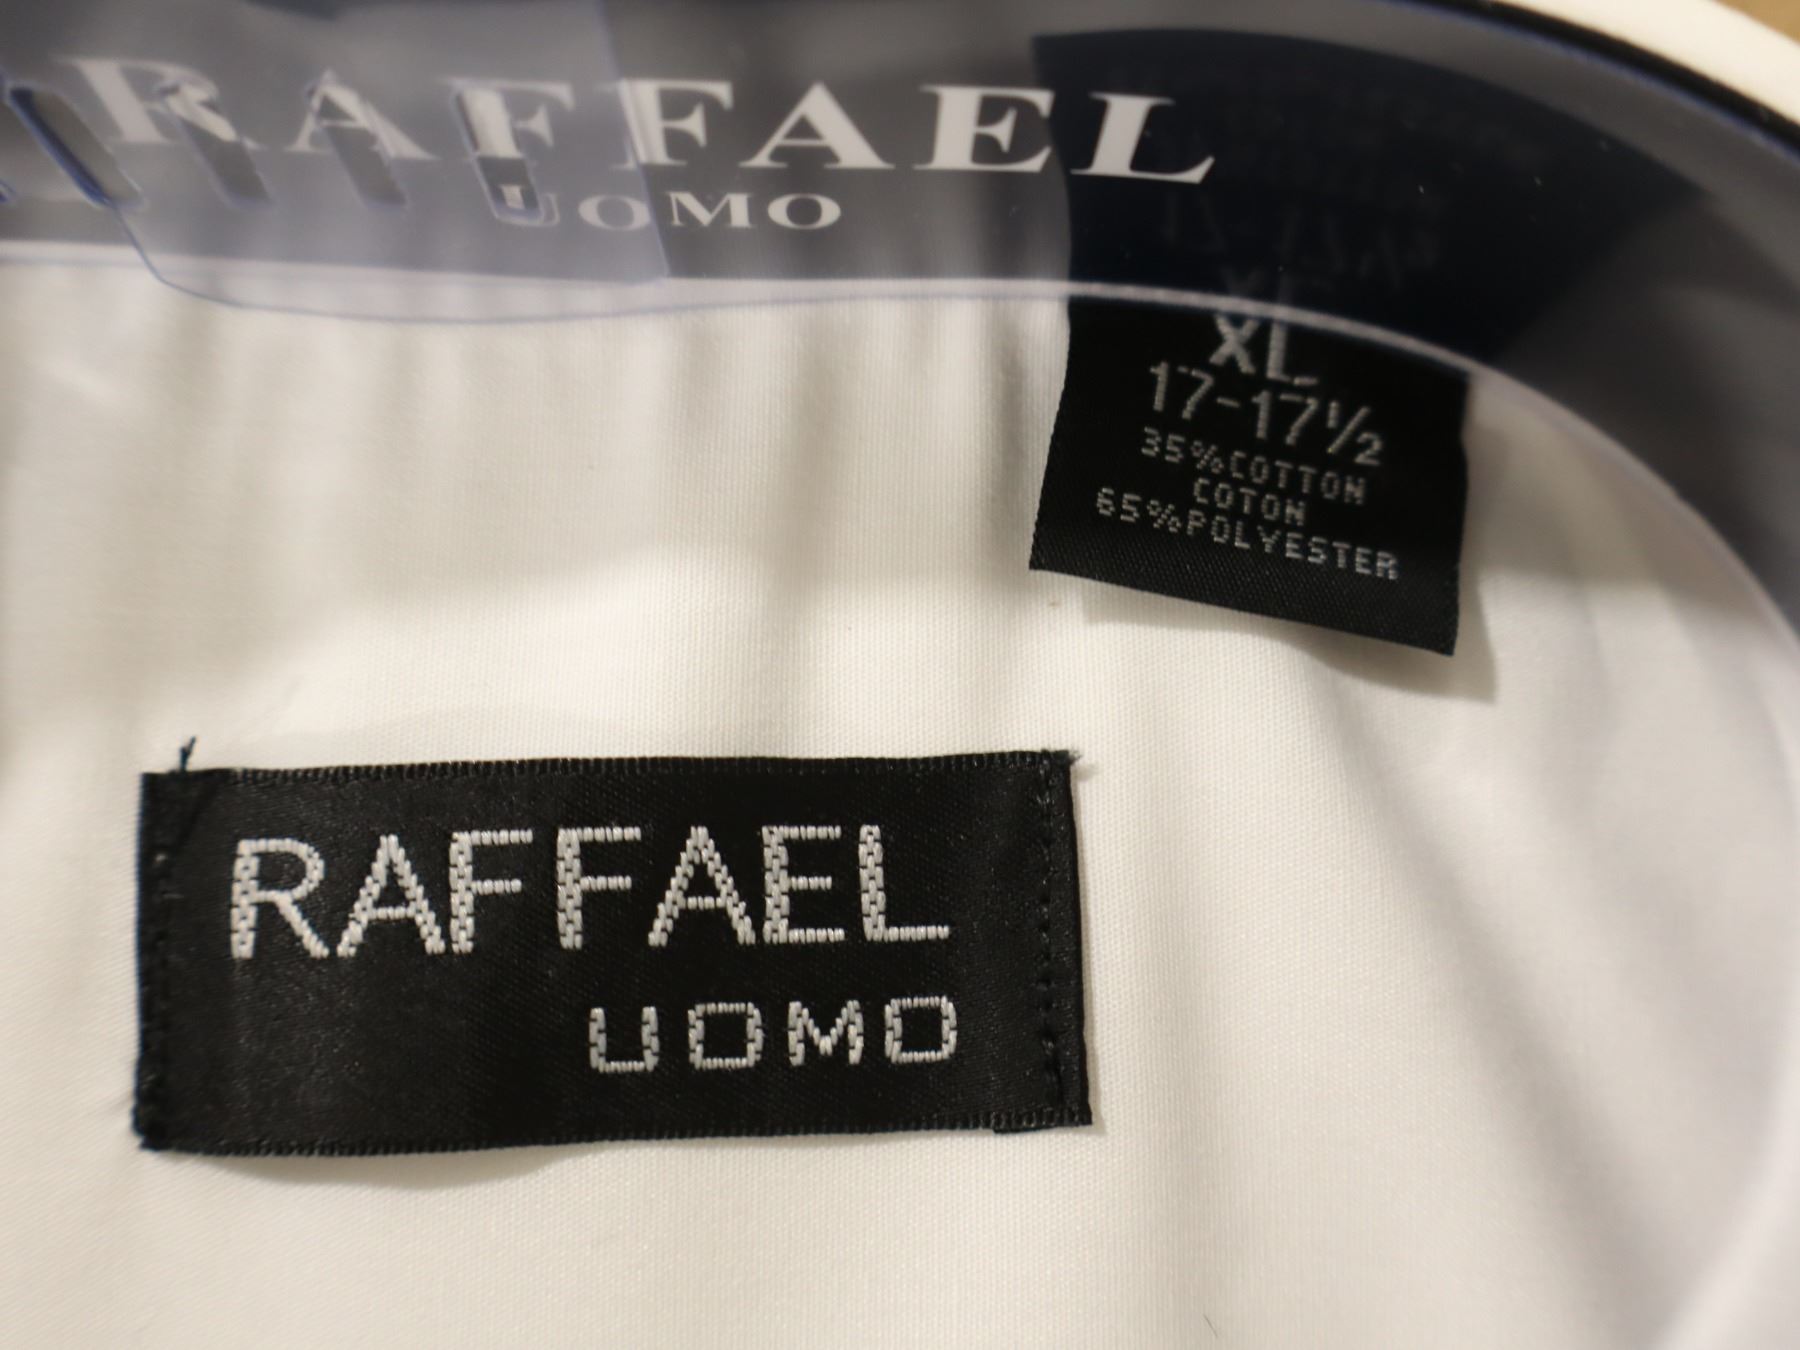 RAFFAEL
UOMO
XL
17-17½
35%COTTON
COTON
65%POLYESTER
RAFFAEL
UOMO